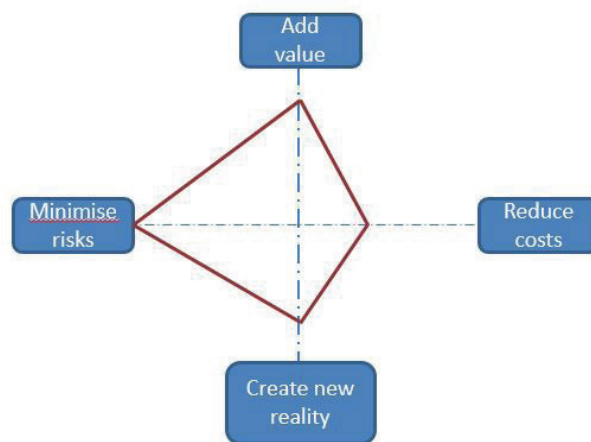 Add
value
Minimise
risks
Reduce
costs
Create new
reality